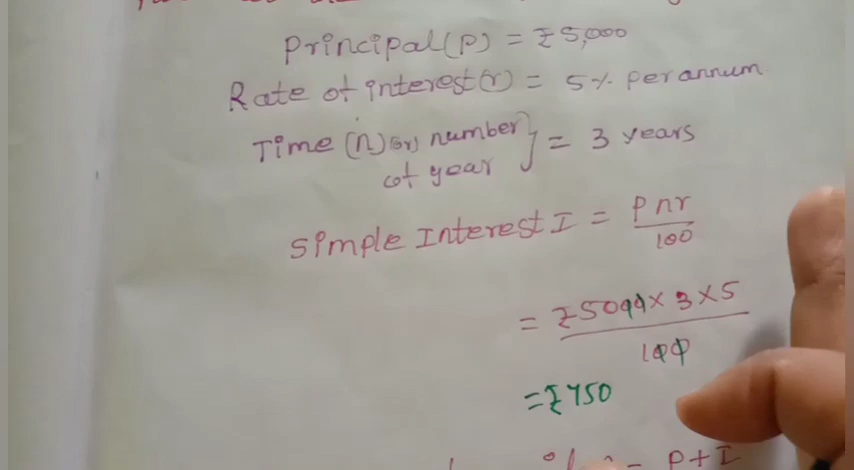 Principal(P) = ₹5,000
Rate of interest(r) = 5% per annum
Time (n)(or) number of year} = 3 years
Simple Interest I = Pnr/100
= ₹5000 × 3 × 5/100
= ₹750
P+I